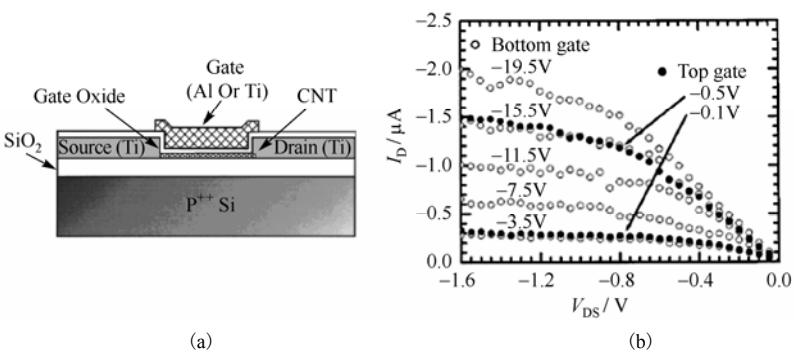 Gate
(Al Or Ti)
Gate Oxide
CNT
SiO₂
Source (Ti)
Drain (Ti)
P⁺⁺ Si
(a)
−2.5
−2.0
−1.5
−1.0
−0.5
0.0
I_D / μA
Bottom gate
−19.5V
−15.5V
−11.5V
−7.5V
−3.5V
Top gate
−0.5V
−0.1V
−1.6
−1.2
−0.8
−0.4
0.0
V_DS / V
(b)